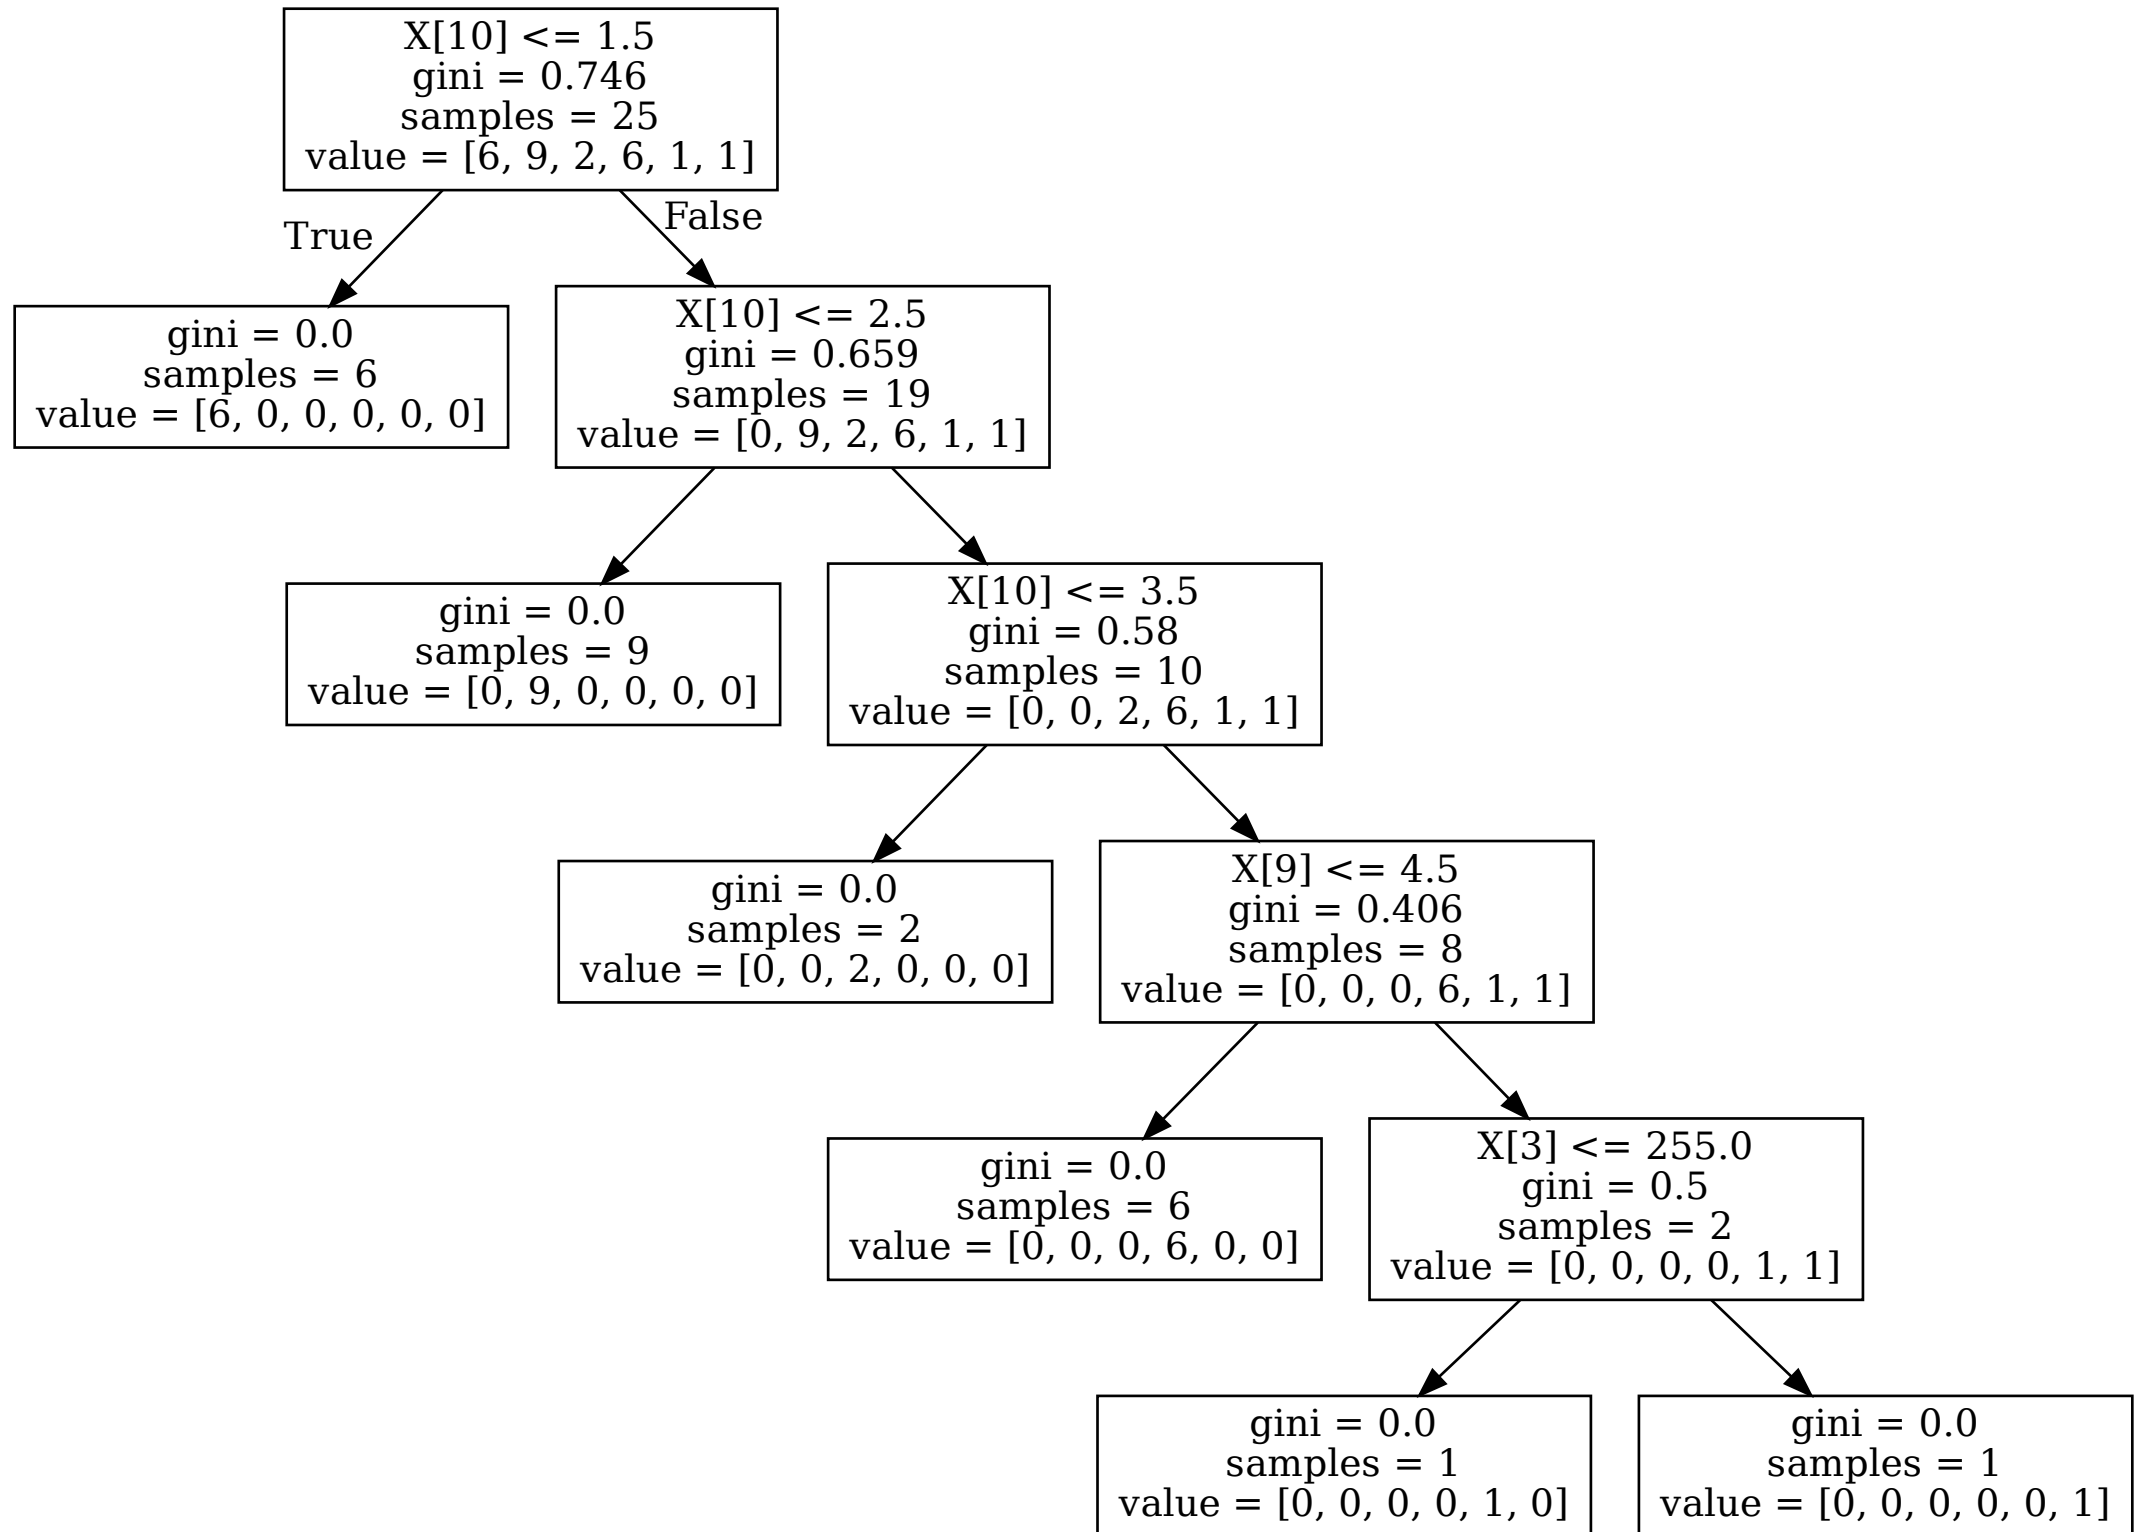 X[10] <= 1.5
gini = 0.746
samples = 25
value = [6, 9, 2, 6, 1, 1]
True
False
gini = 0.0
samples = 6
value = [6, 0, 0, 0, 0, 0]
X[10] <= 2.5
gini = 0.659
samples = 19
value = [0, 9, 2, 6, 1, 1]
gini = 0.0
samples = 9
value = [0, 9, 0, 0, 0, 0]
X[10] <= 3.5
gini = 0.58
samples = 10
value = [0, 0, 2, 6, 1, 1]
gini = 0.0
samples = 2
value = [0, 0, 2, 0, 0, 0]
X[9] <= 4.5
gini = 0.406
samples = 8
value = [0, 0, 0, 6, 1, 1]
gini = 0.0
samples = 6
value = [0, 0, 0, 6, 0, 0]
X[3] <= 255.0
gini = 0.5
samples = 2
value = [0, 0, 0, 0, 1, 1]
gini = 0.0
samples = 1
value = [0, 0, 0, 0, 1, 0]
gini = 0.0
samples = 1
value = [0, 0, 0, 0, 0, 1]